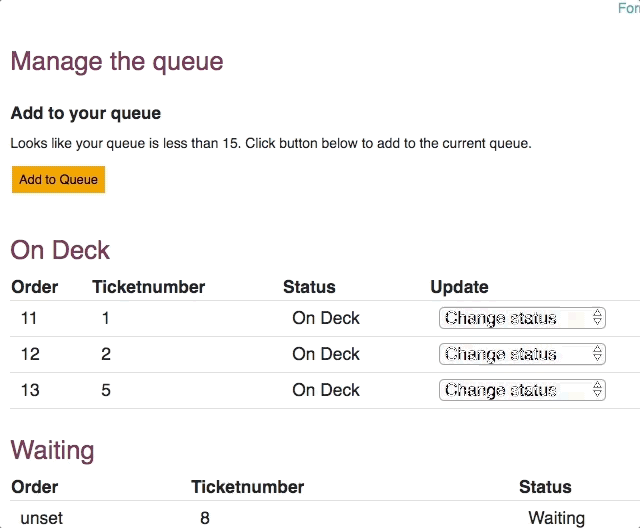 Manage the queue
Add to your queue
Looks like your queue is less than 15. Click button below to add to the current queue.
Add to Queue
On Deck
Order Ticketnumber Status Update
11 1 On Deck Change status
12 2 On Deck Change status
13 5 On Deck Change status
Waiting
Order Ticketnumber Status
unset 8 Waiting